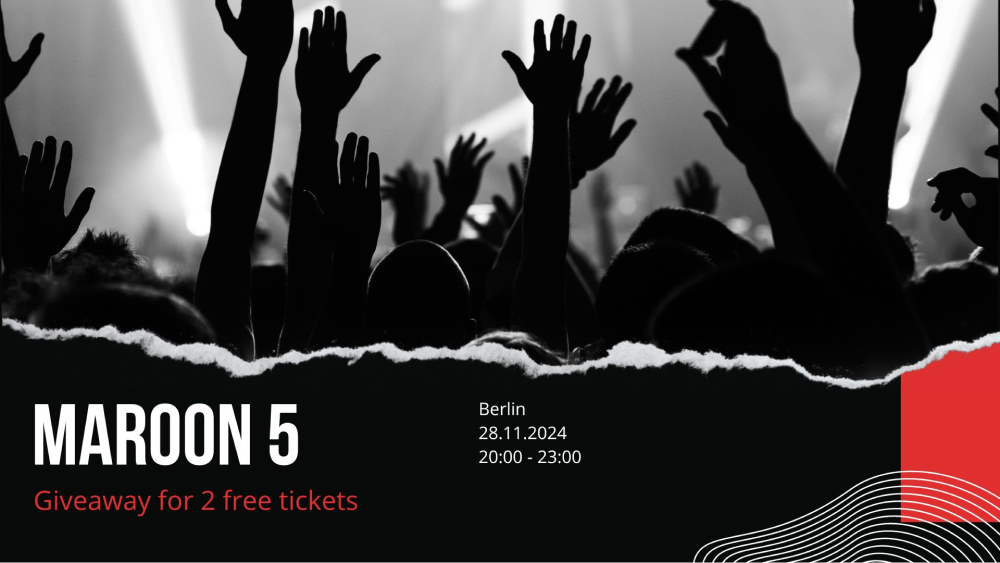 MAROON 5
Giveaway for 2 free tickets
Berlin
28.11.2024
20:00 - 23:00